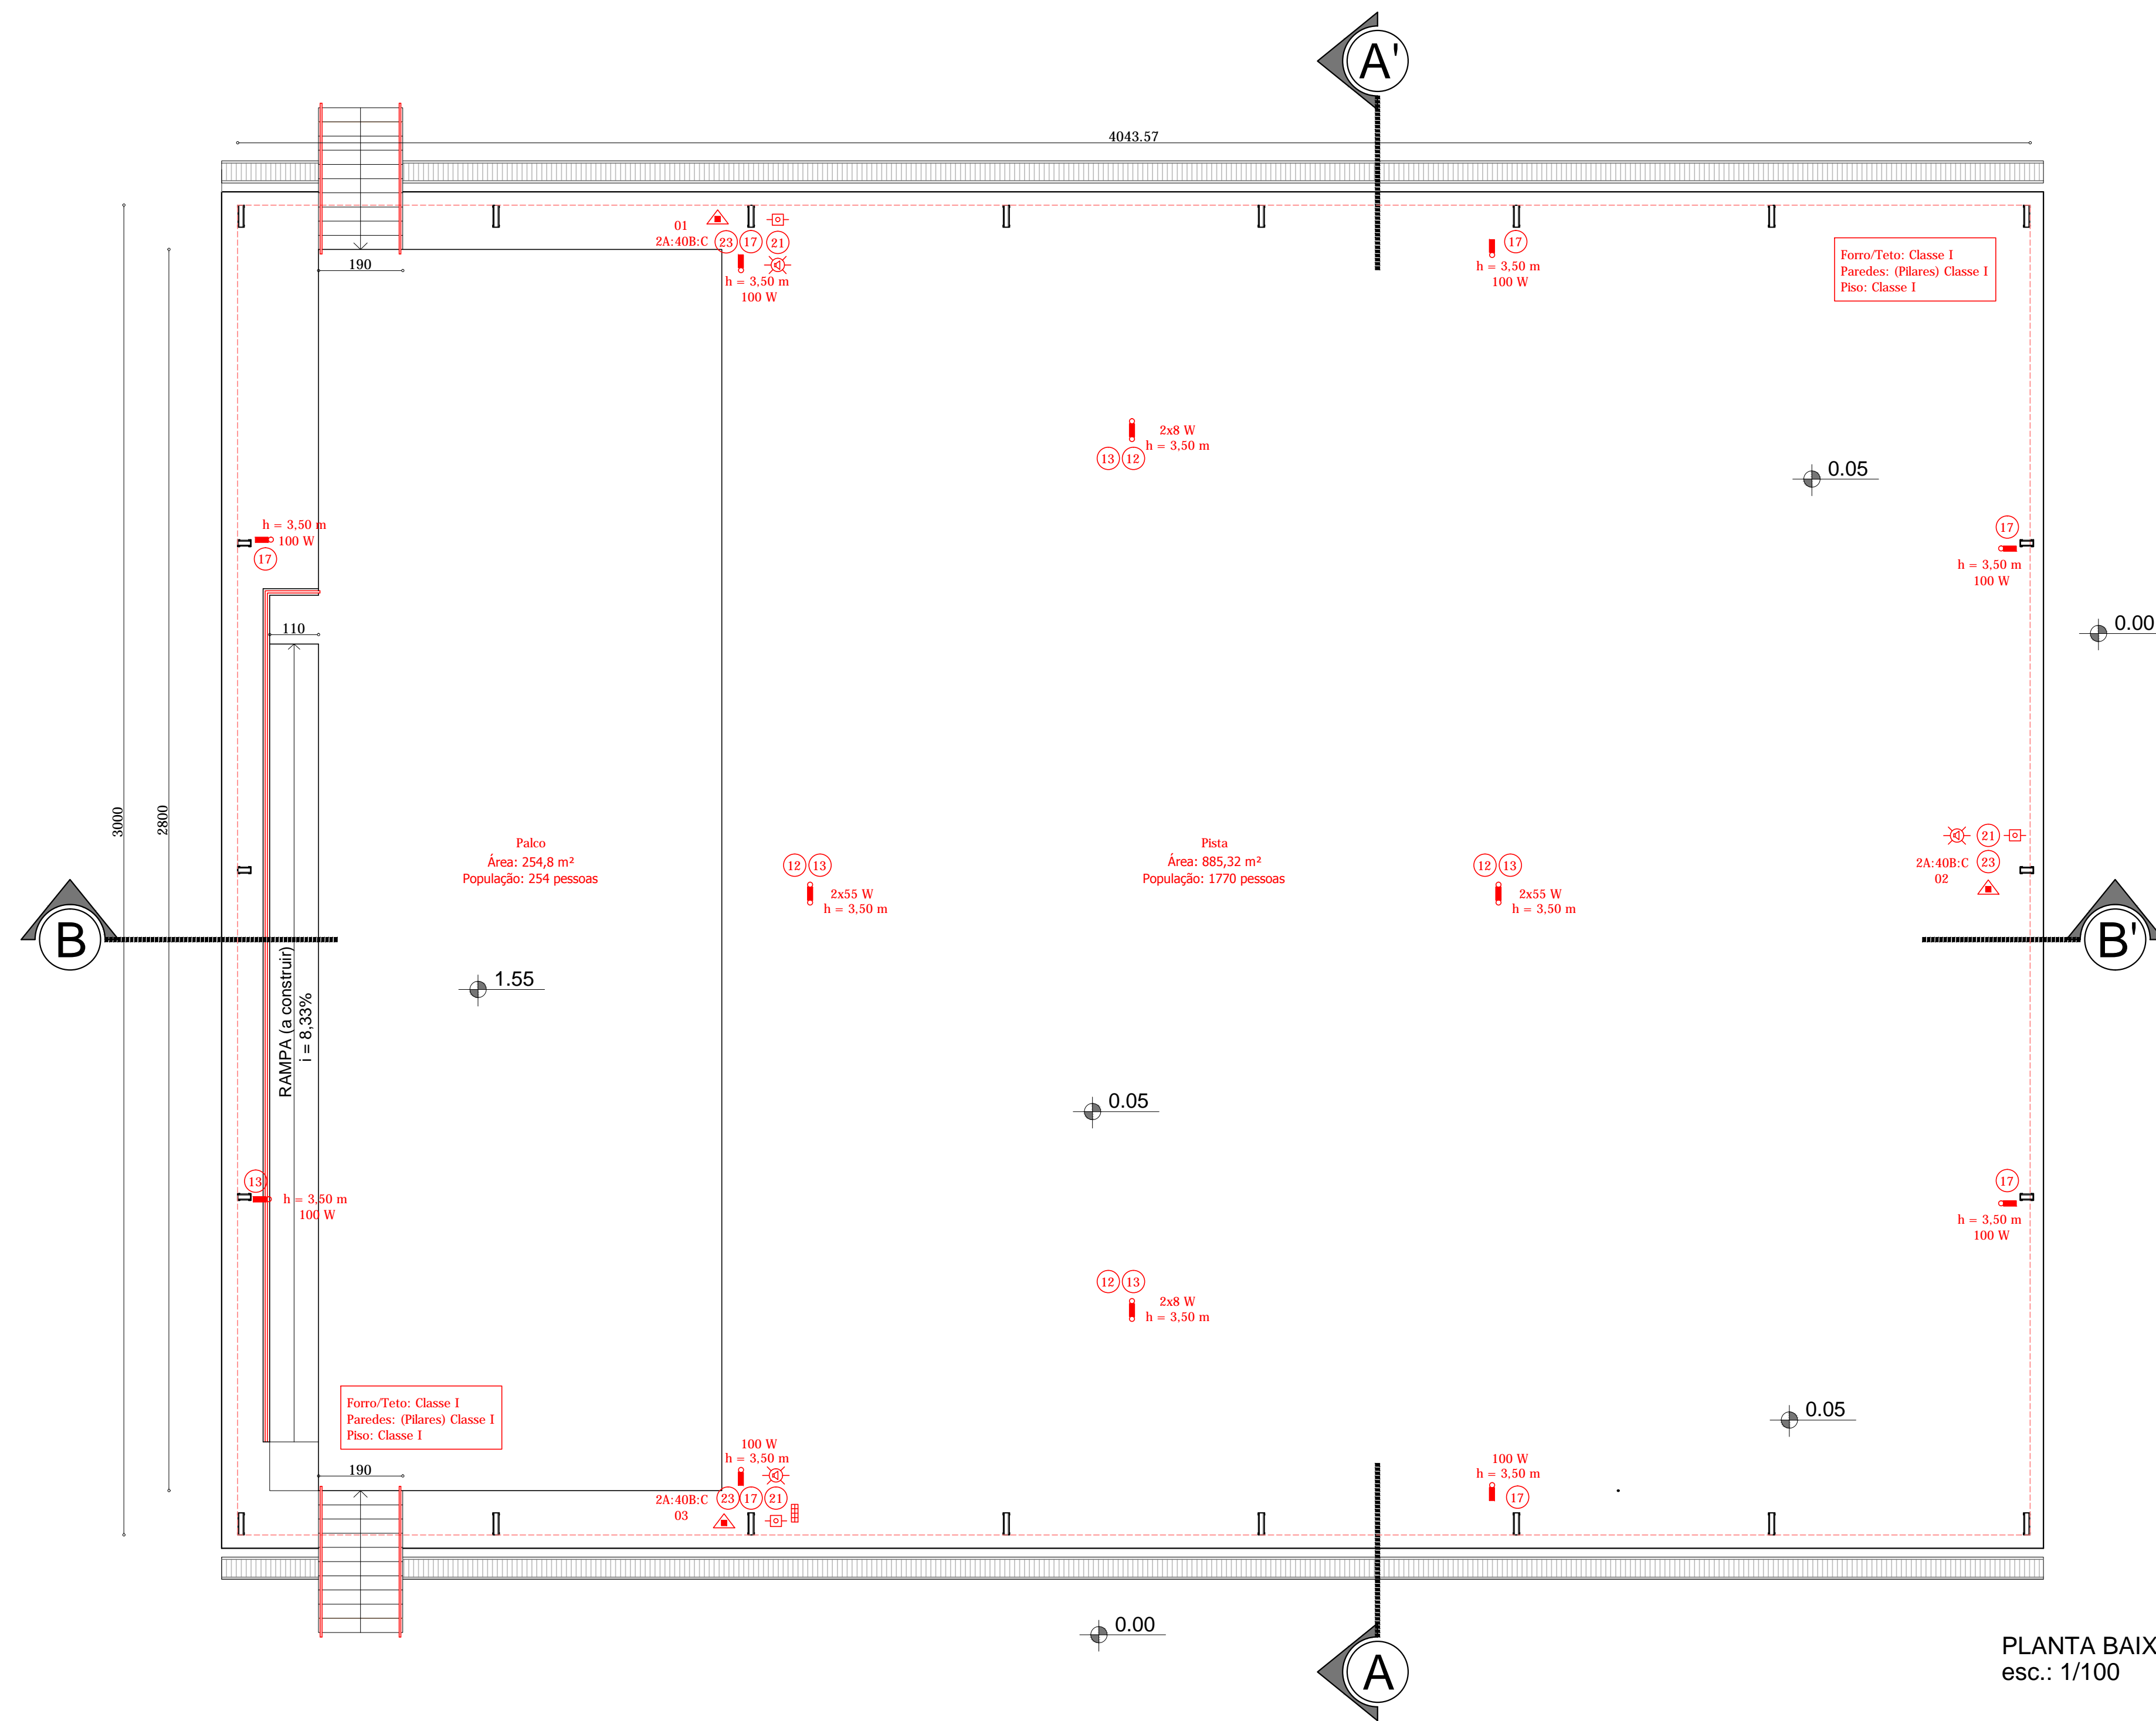 A'
4043.57
01
2A:40B:C
23
17
21
h = 3,50 m
100 W
190
17
h = 3,50 m
100 W
Forro/Teto: Classe I
Paredes: (Pilares) Classe I
Piso: Classe I
2x8 W
h = 3,50 m
13
12
0.05
h = 3,50 m
100 W
17
17
h = 3,50 m
100 W
110
0.00
3000
2800
Palco
Área: 254,8 m²
População: 254 pessoas
12
13
2x55 W
h = 3,50 m
Pista
Área: 885,32 m²
População: 1770 pessoas
12
13
2x55 W
h = 3,50 m
21
2A:40B:C
23
02
B
B'
RAMPA (a construir)
i = 8,33%
1.55
0.05
13
h = 3,50 m
100 W
17
h = 3,50 m
100 W
12
13
2x8 W
h = 3,50 m
Forro/Teto: Classe I
Paredes: (Pilares) Classe I
Piso: Classe I
0.05
190
100 W
h = 3,50 m
2A:40B:C
23
17
21
03
100 W
h = 3,50 m
17
0.00
A
PLANTA BAIX
esc.: 1/100